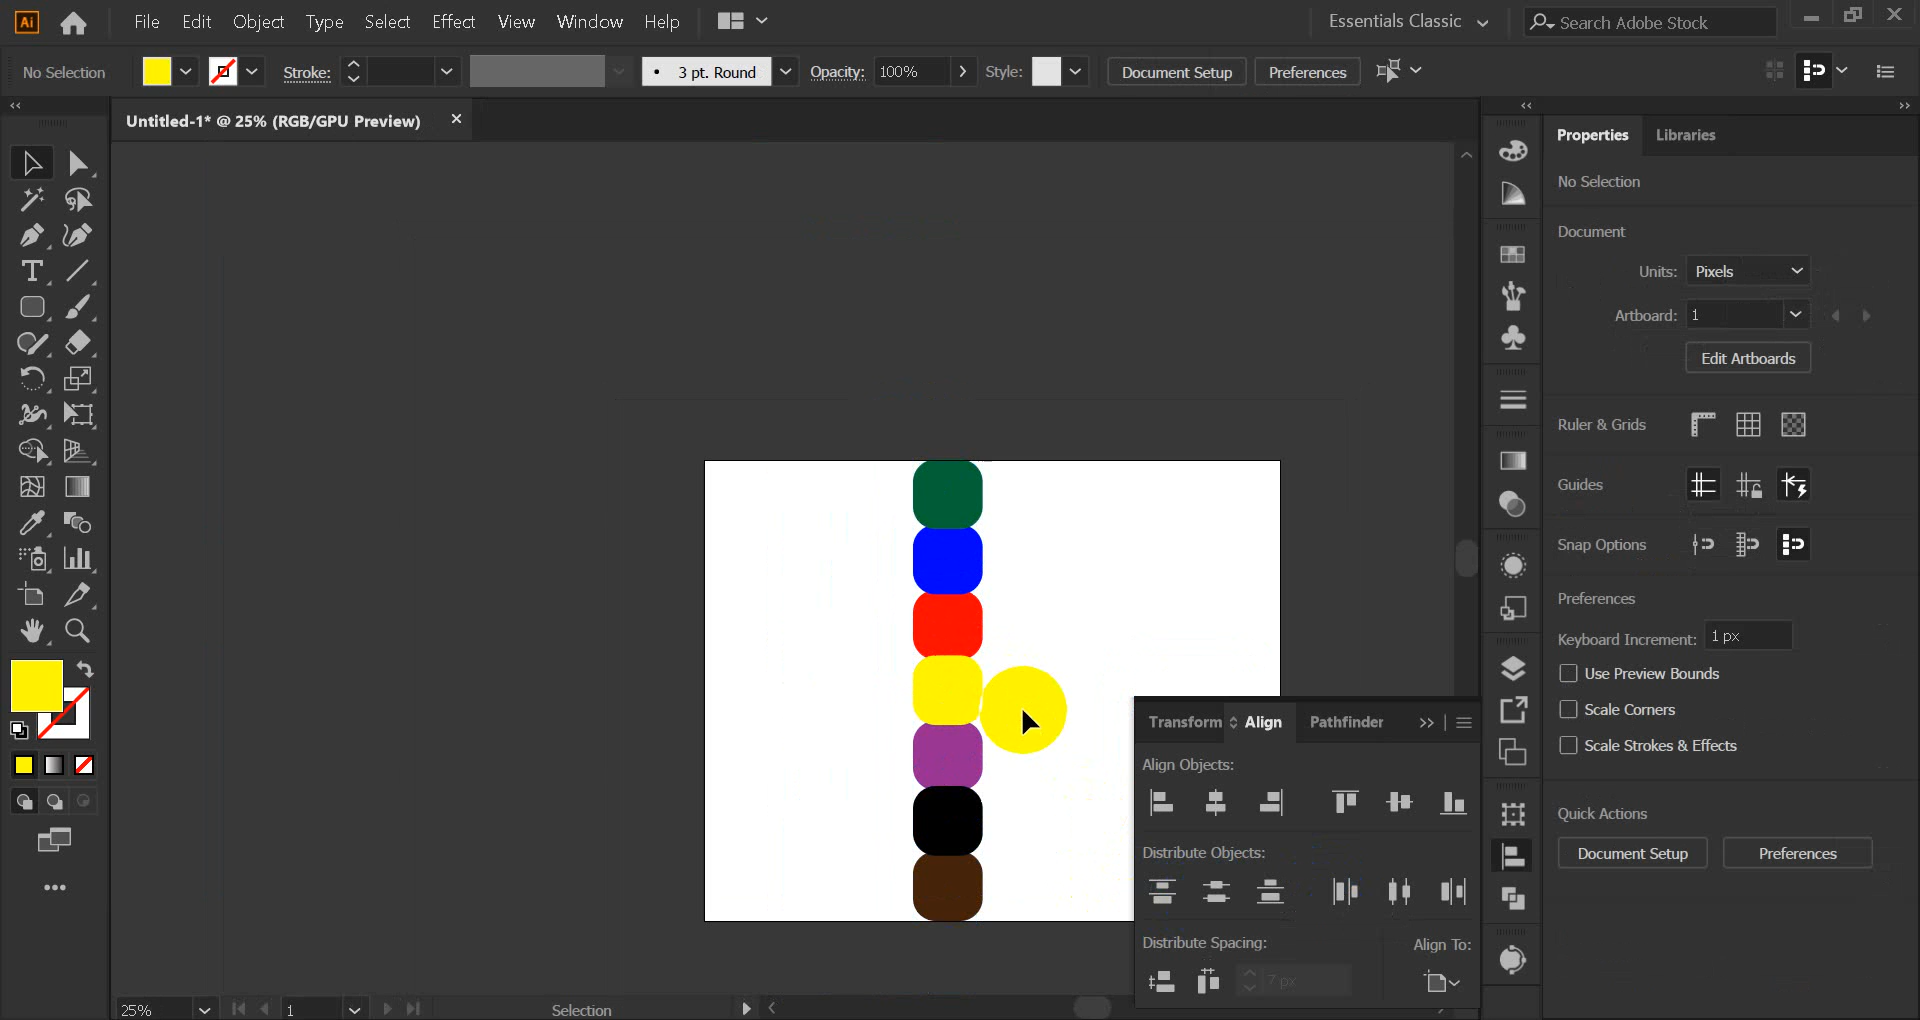 Ai File Edit Object Type Select Effect View Window Help Essentials Classic Search Adobe Stock
No Selection Stroke: 3 pt. Round Opacity: 100% Style: Document Setup Preferences
Untitled-1* @ 25% (RGB/GPU Preview)
Properties Libraries
No Selection
Document
Units: Pixels
Artboard: 1
Edit Artboards
Ruler & Grids
Guides
Snap Options
Preferences
Keyboard Increment: 1 px
Use Preview Bounds
Scale Corners
Scale Strokes & Effects
Quick Actions
Document Setup Preferences
Transform Align Pathfinder
Align Objects:
Distribute Objects:
Distribute Spacing: Align To:
7 px
25% 1 Selection